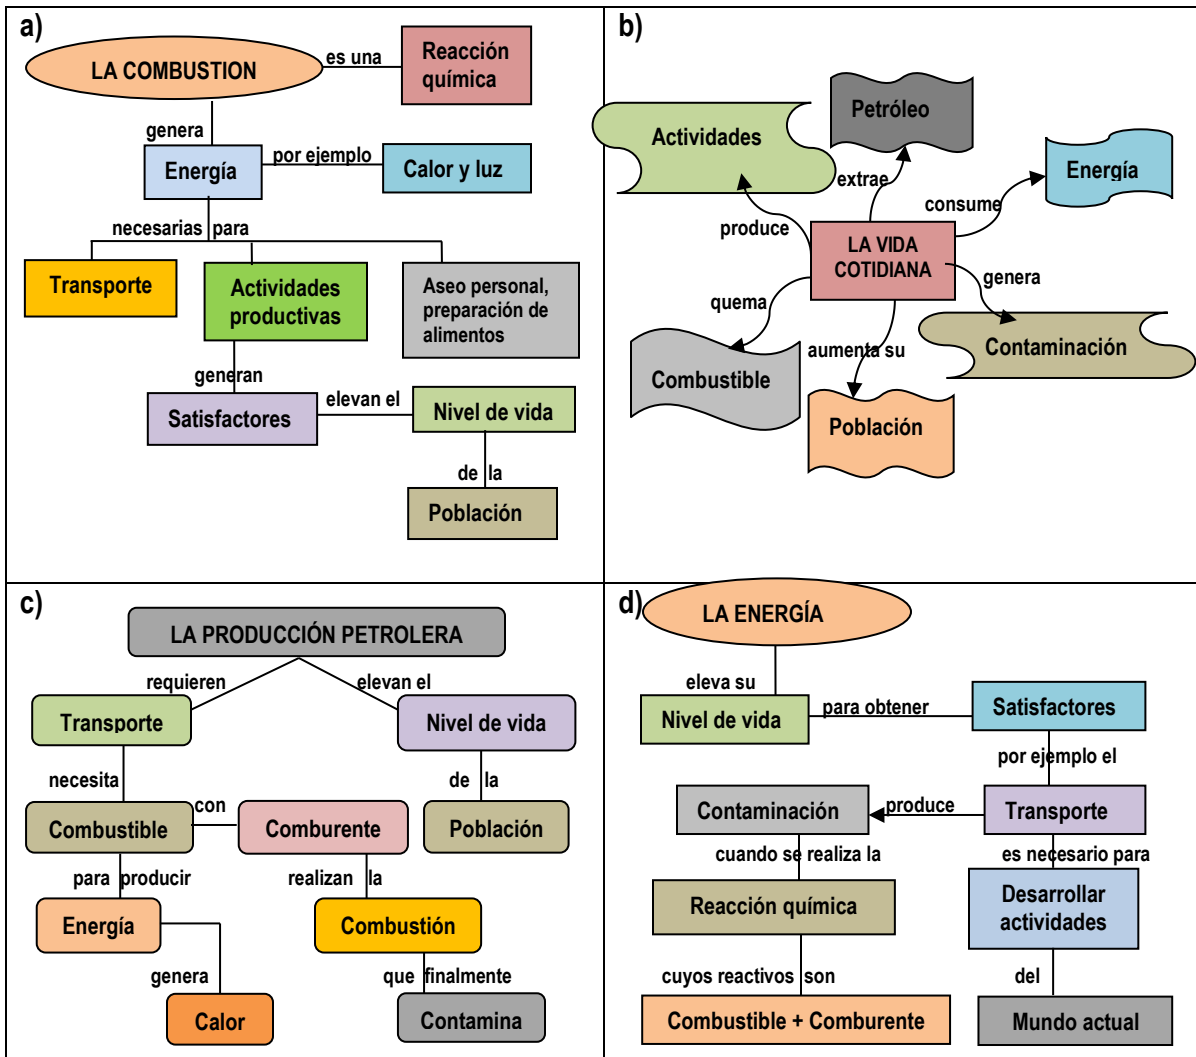 a)
LA COMBUSTION
es una
Reacción
química
genera
Energía
por ejemplo
Calor y luz
necesarias para
Transporte
Actividades
productivas
Aseo personal,
preparación de
alimentos
generan
Satisfactores
elevan el
Nivel de vida
de la
Población
b)
Petróleo
Actividades
Energía
extrae
consume
produce
LA VIDA
COTIDIANA
quema
genera
Combustible
aumenta su
Contaminación
Población
c)
LA PRODUCCIÓN PETROLERA
requieren
elevan el
Transporte
Nivel de vida
necesita
de la
Combustible
con
Comburente
Población
para producir
realizan la
Energía
Combustión
genera
que finalmente
Calor
Contamina
d)
LA ENERGÍA
eleva su
Nivel de vida
para obtener
Satisfactores
por ejemplo el
Contaminación
produce
Transporte
cuando se realiza la
es necesario para
Reacción química
Desarrollar
actividades
cuyos reactivos son
del
Combustible + Comburente
Mundo actual